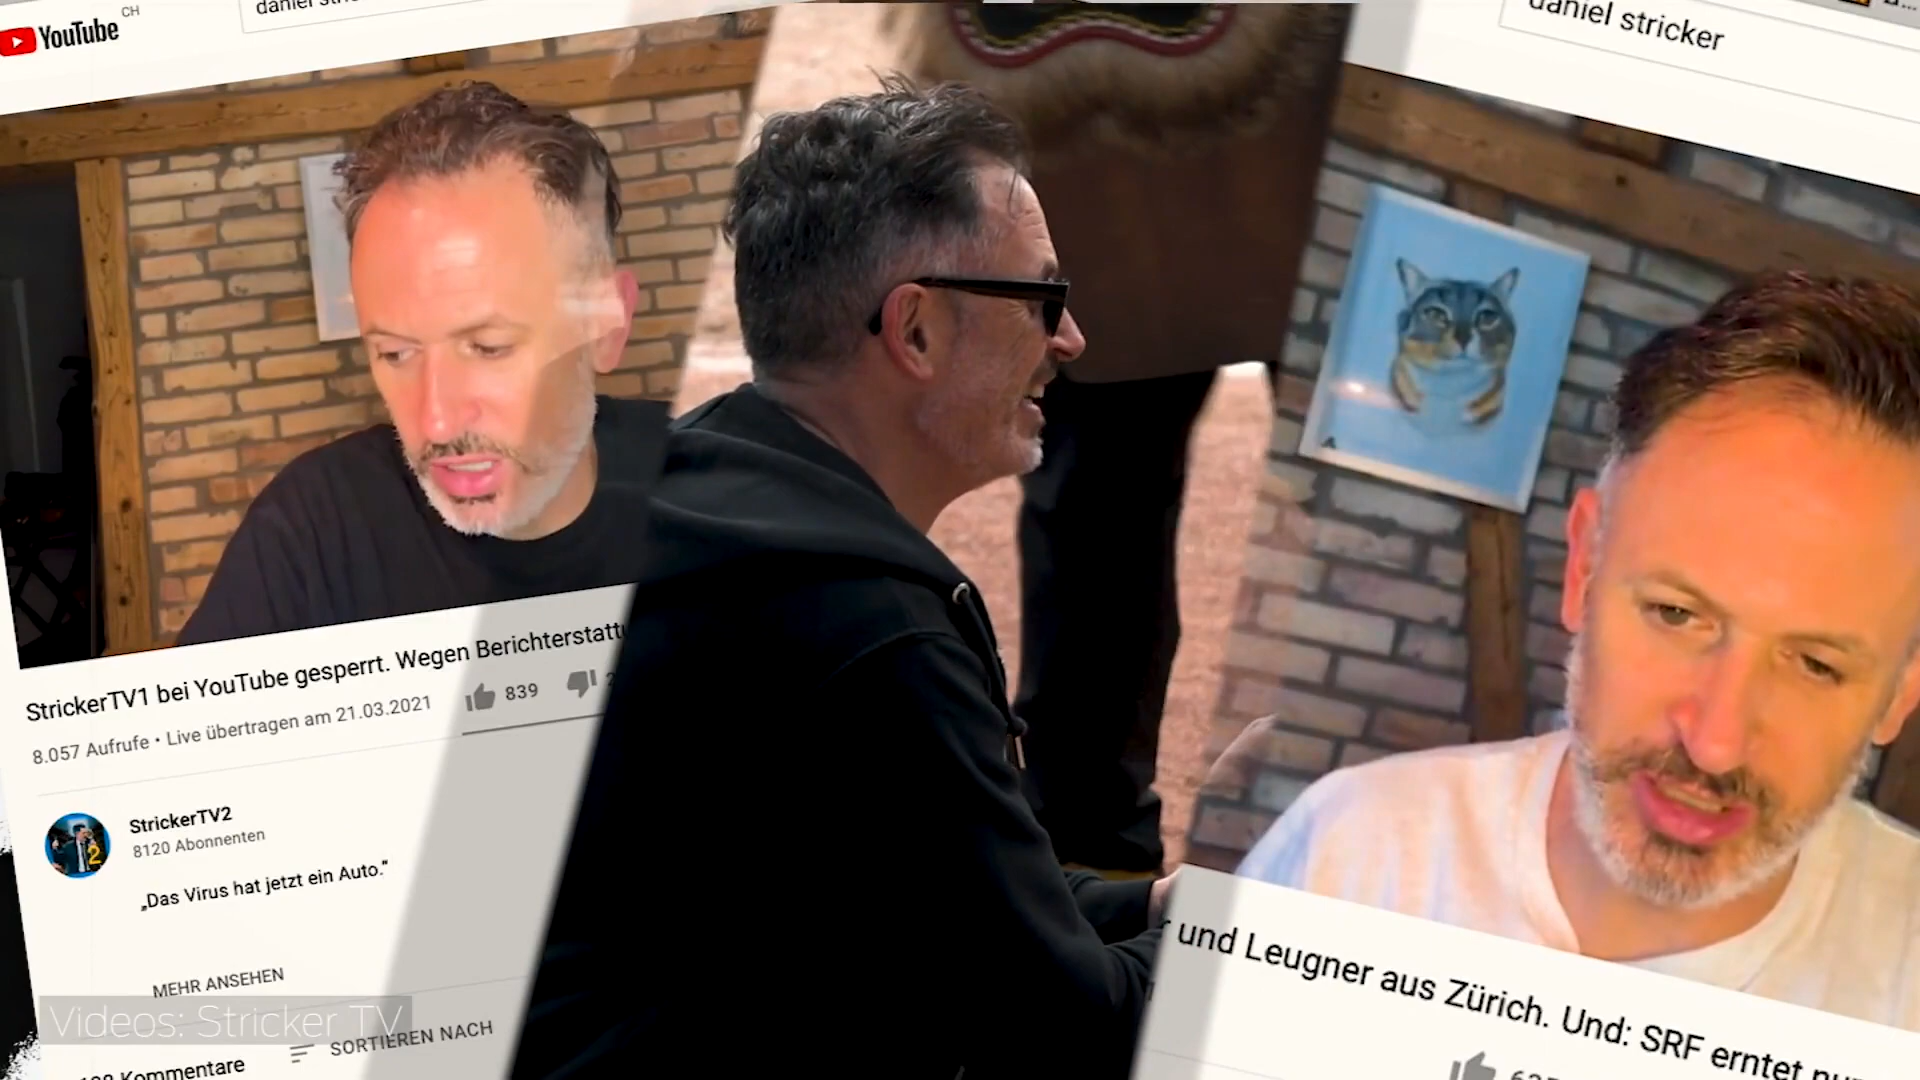 YouTube CH
daniel
daniel stricker
StrickerTV1 bei YouTube gesperrt. Wegen
8.057 Aufrufe • Live übertragen am 21.03.2021
839
StrickerTV2
8120 Abonnenten
„Das Virus hat jetzt ein Auto.“
MEHR ANSEHEN
Videos: Stricker TV
SORTIEREN NACH
Kommentare
und Leugner aus Zürich. Und: SRF erntet